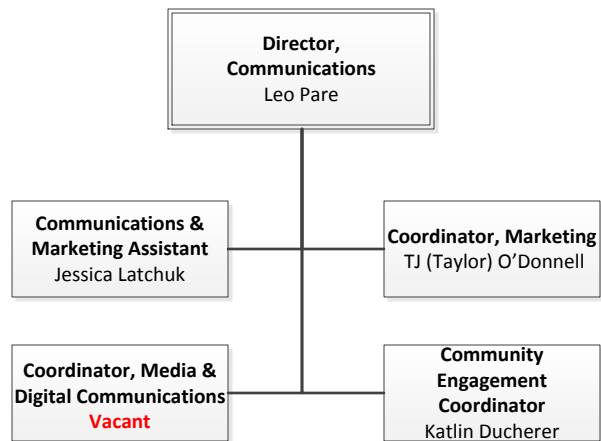 Director,
Communications
Leo Pare
Communications &
Marketing Assistant
Jessica Latchuk
Coordinator, Marketing
TJ (Taylor) O’Donnell
Coordinator, Media &
Digital Communications
Vacant
Community
Engagement
Coordinator
Katlin Ducherer